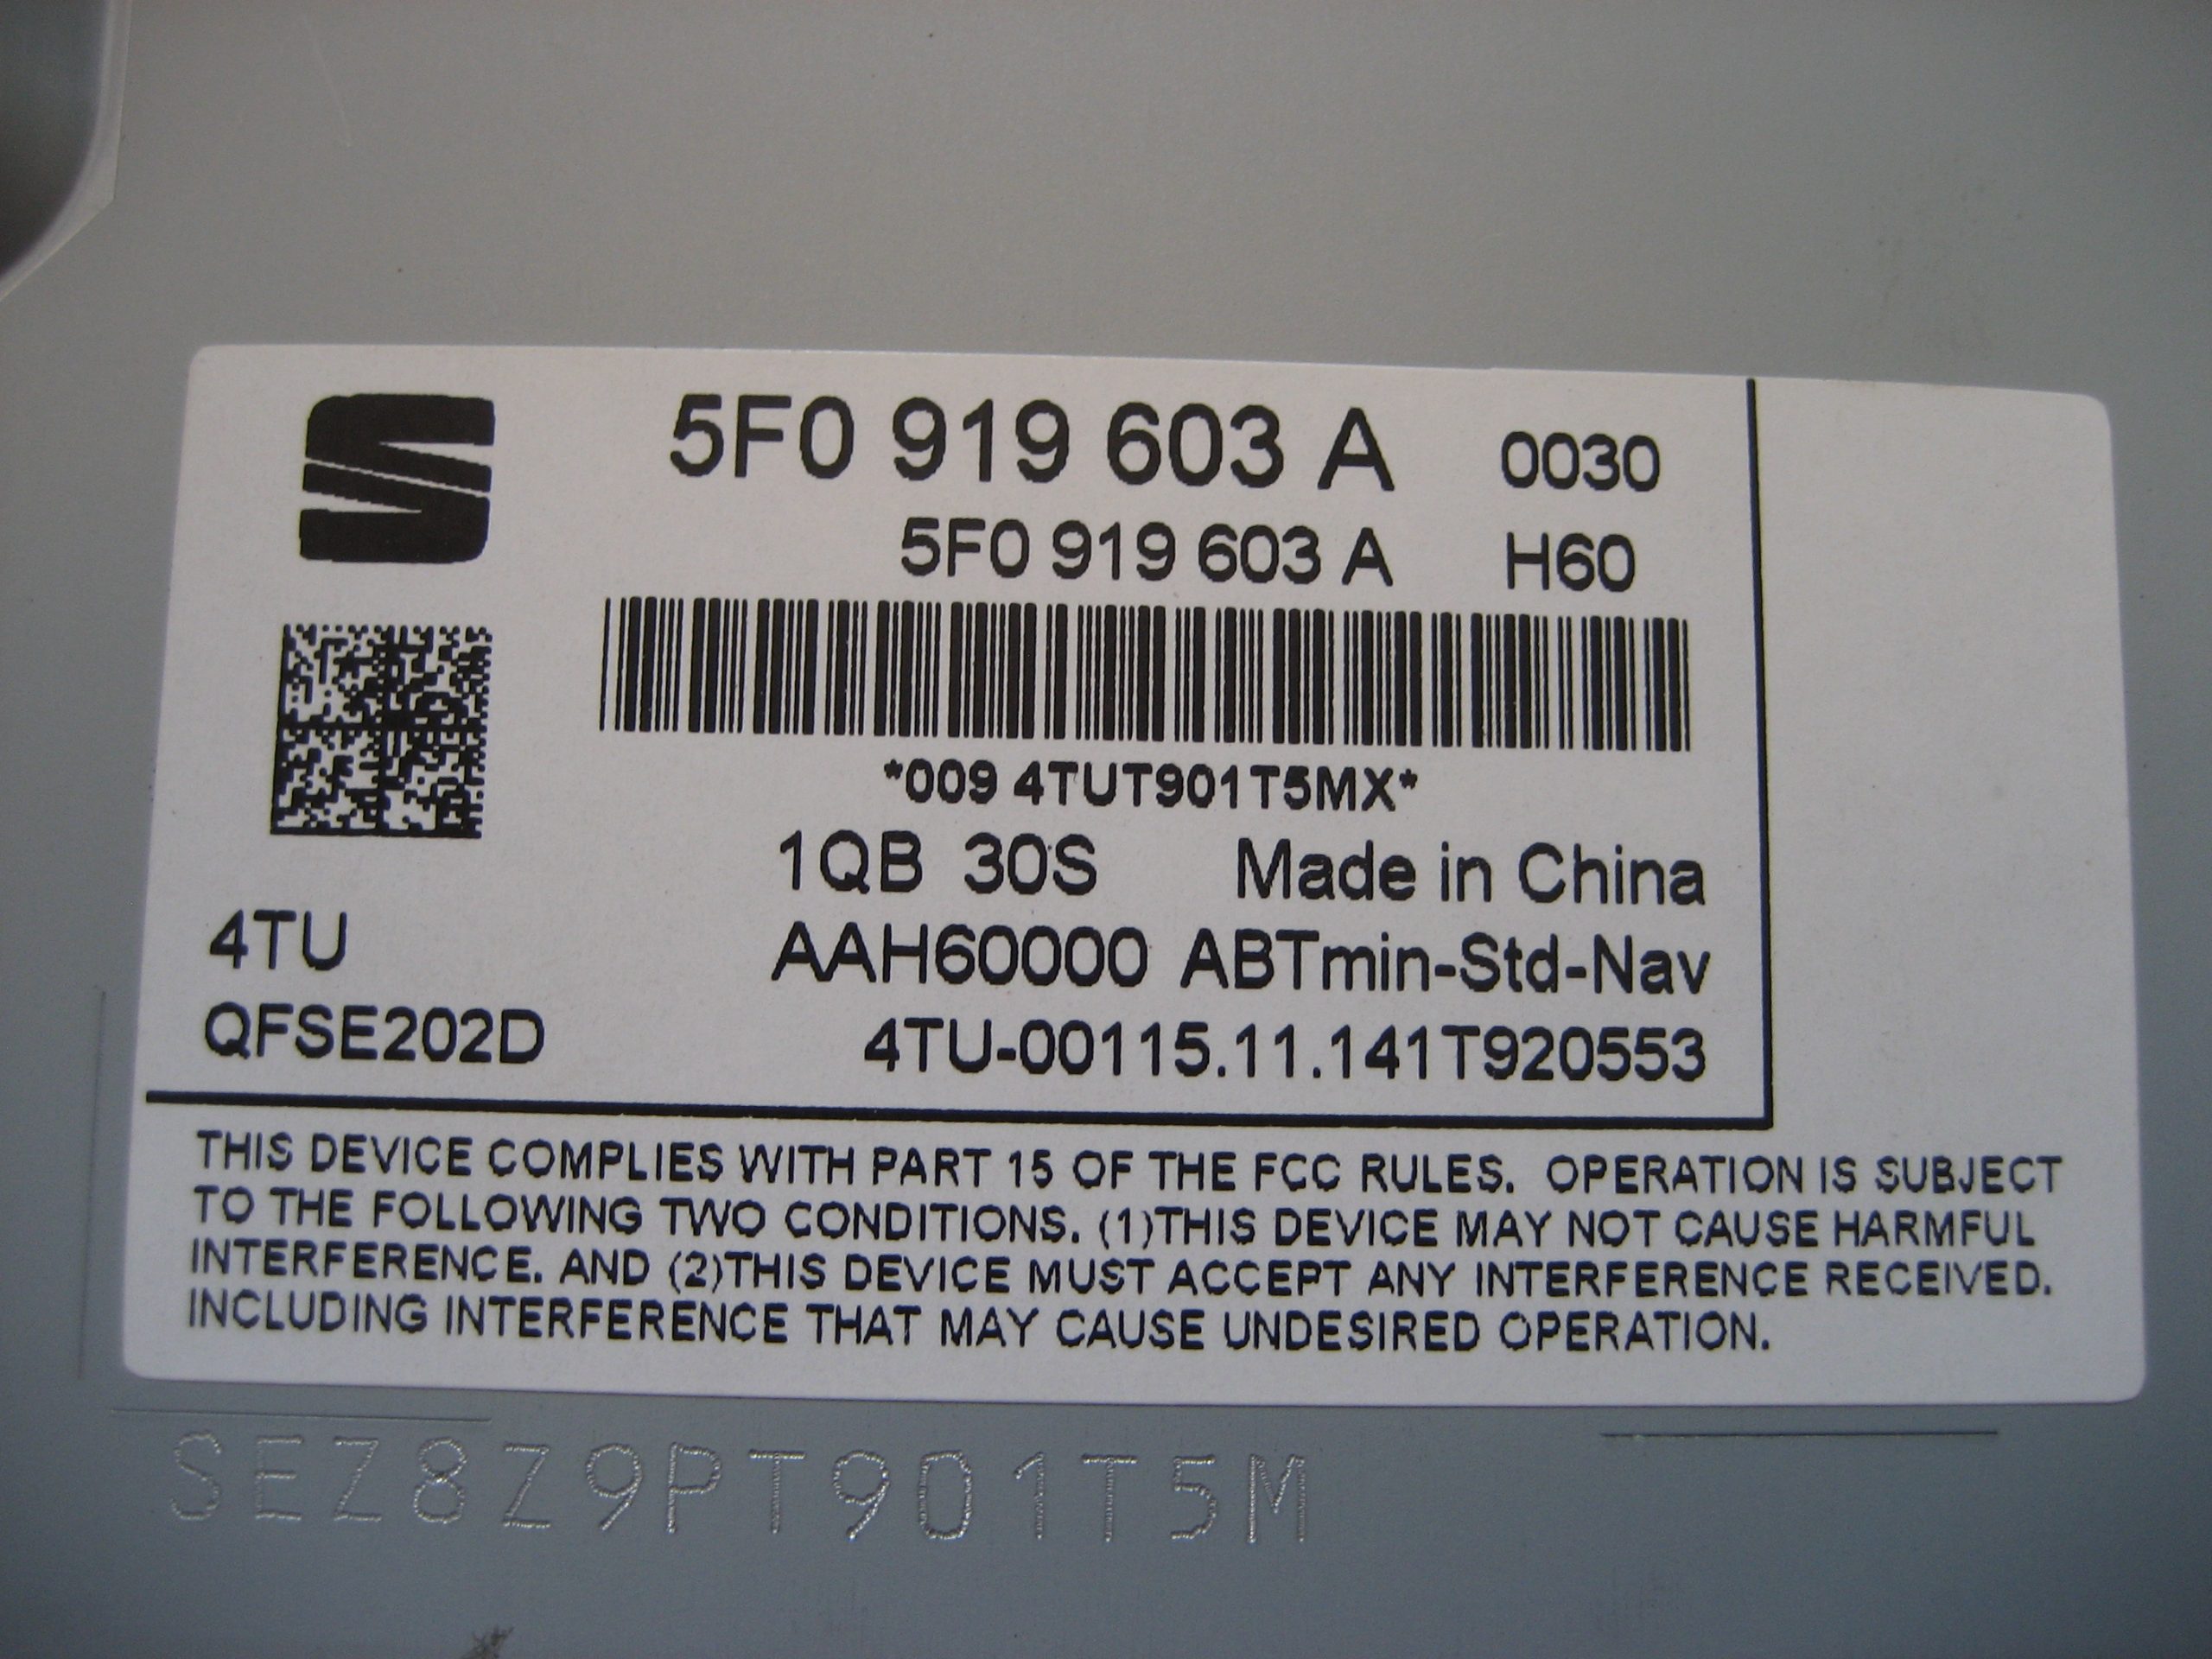 5F0 919 603 A 0030
5F0 919 603 A H60
*009 4TUT901T5MX*
1QB 30S Made in China
4TU AAH60000 ABTmin-Std-Nav
QFSE202D 4TU-00115.11.141T920553
THIS DEVICE COMPLIES WITH PART 15 OF THE FCC RULES. OPERATION IS SUBJECT
TO THE FOLLOWING TWO CONDITIONS. (1)THIS DEVICE MAY NOT CAUSE HARMFUL
INTERFERENCE. AND (2)THIS DEVICE MUST ACCEPT ANY INTERFERENCE RECEIVED.
INCLUDING INTERFERENCE THAT MAY CAUSE UNDESIRED OPERATION.
SEZ8Z9PT901T5M